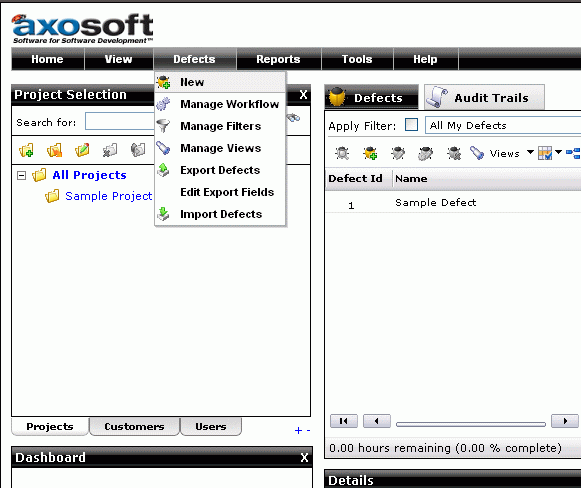 axosoft
Software for Software Development™
Home View Defects Reports Tools Help
New
Manage Workflow
Manage Filters
Manage Views
Export Defects
Edit Export Fields
Import Defects
Project Selection X
Search for:
All Projects
Sample Project
Projects Customers Users + -
Dashboard X
Defects Audit Trails
Apply Filter: All My Defects
Views
Defect Id Name
1 Sample Defect
0.00 hours remaining (0.00 % complete)
Details